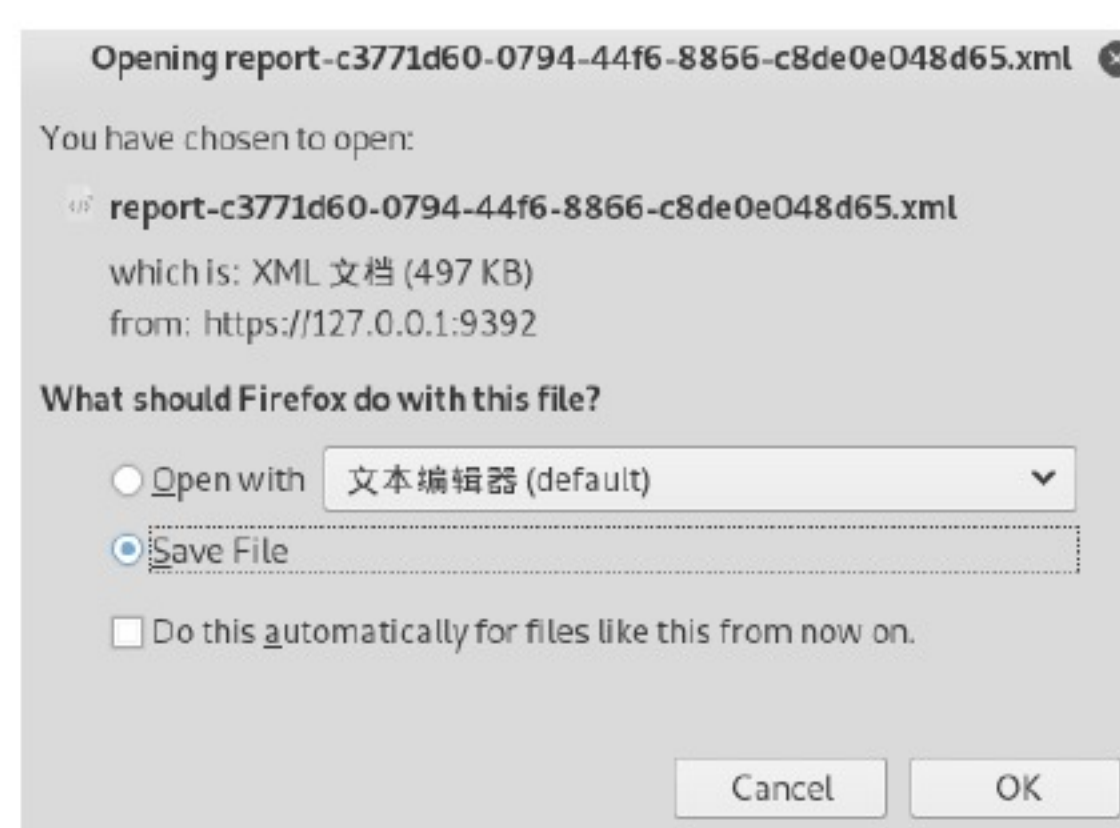 Opening report-c3771d60-0794-44f6-8866-c8de0e048d65.xml
You have chosen to open:
report-c3771d60-0794-44f6-8866-c8de0e048d65.xml
which is: XML 文档 (497 KB)
from: https://127.0.0.1:9392
What should Firefox do with this file?
Open with 文本编辑器 (default)
Save File
Do this automatically for files like this from now on.
Cancel OK